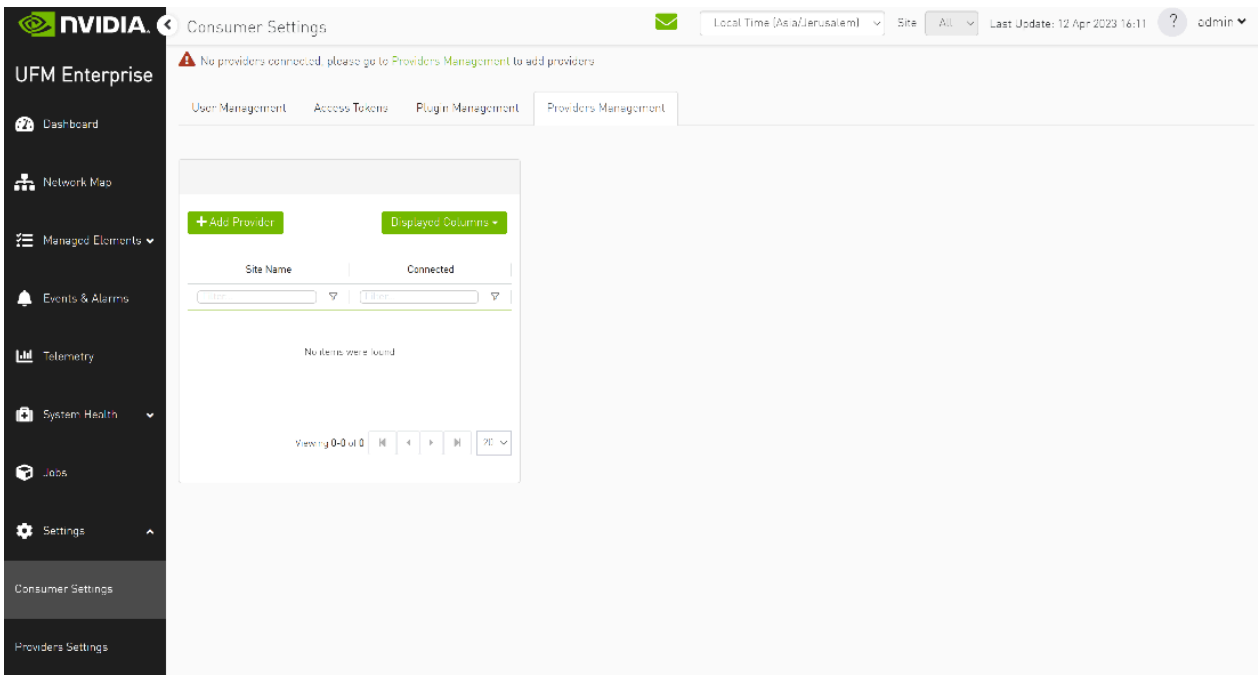 NVIDIA.
Consumer Settings
Local Time (Asia/Jerusalem)
Site
All
Last Update: 12 Apr 2023 16:11
?
admin
UFM Enterprise
No providers connected, please go to Providers Management to add providers
User Management
Access Tokens
Plugin Management
Providers Management
Dashboard
Network Map
Managed Elements
Events & Alarms
Telemetry
System Health
Jobs
Settings
Consumer Settings
Providers Settings
+ Add Provider
Displayed Columns
Site Name
Connected
Filter
Filter
No items were found
Viewing 0-0 of 0
20